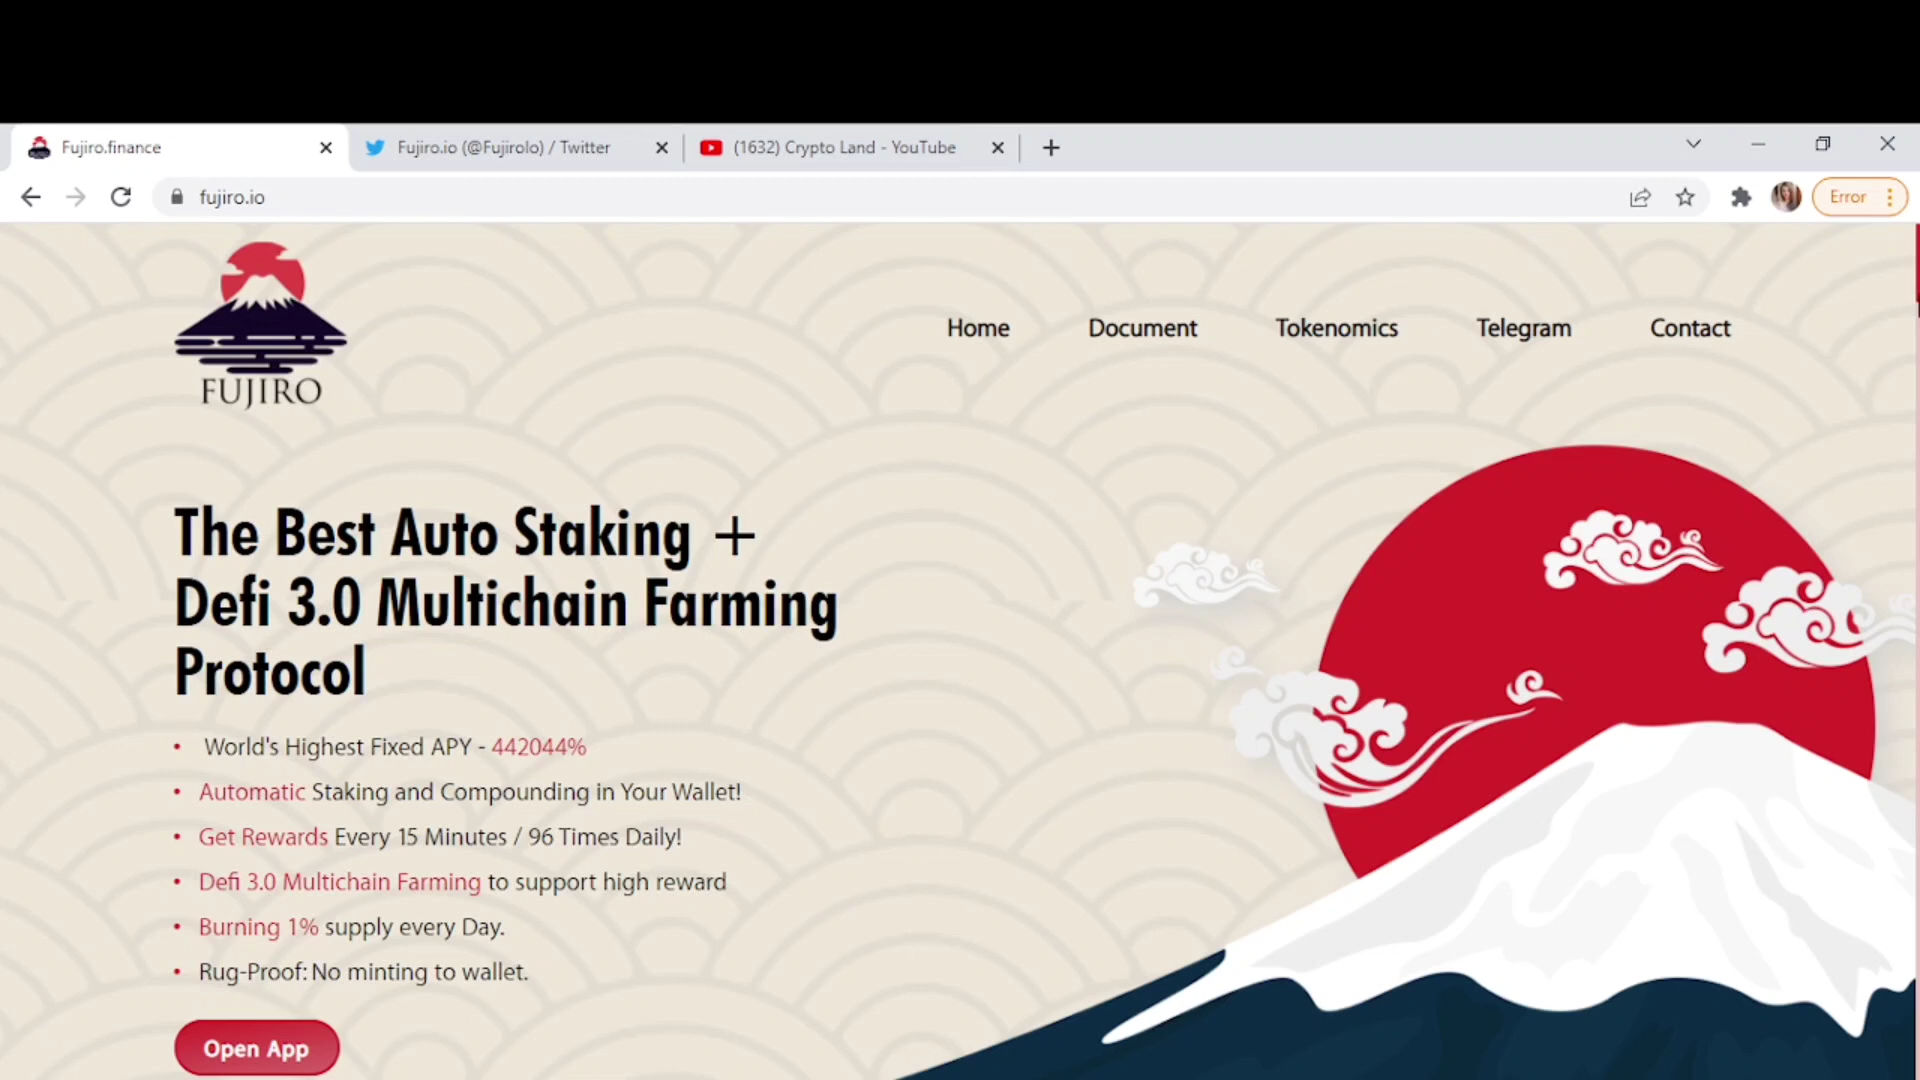 Fujiro.finance
Fujiro.io (@FujiroIo) / Twitter
(1632) Crypto Land - YouTube
fujiro.io
Error
FUJIRO
Home
Document
Tokenomics
Telegram
Contact
The Best Auto Staking +
Defi 3.0 Multichain Farming
Protocol
• World's Highest Fixed APY - 442044%
• Automatic Staking and Compounding in Your Wallet!
• Get Rewards Every 15 Minutes / 96 Times Daily!
• Defi 3.0 Multichain Farming to support high reward
• Burning 1% supply every Day.
• Rug-Proof: No minting to wallet.
Open App